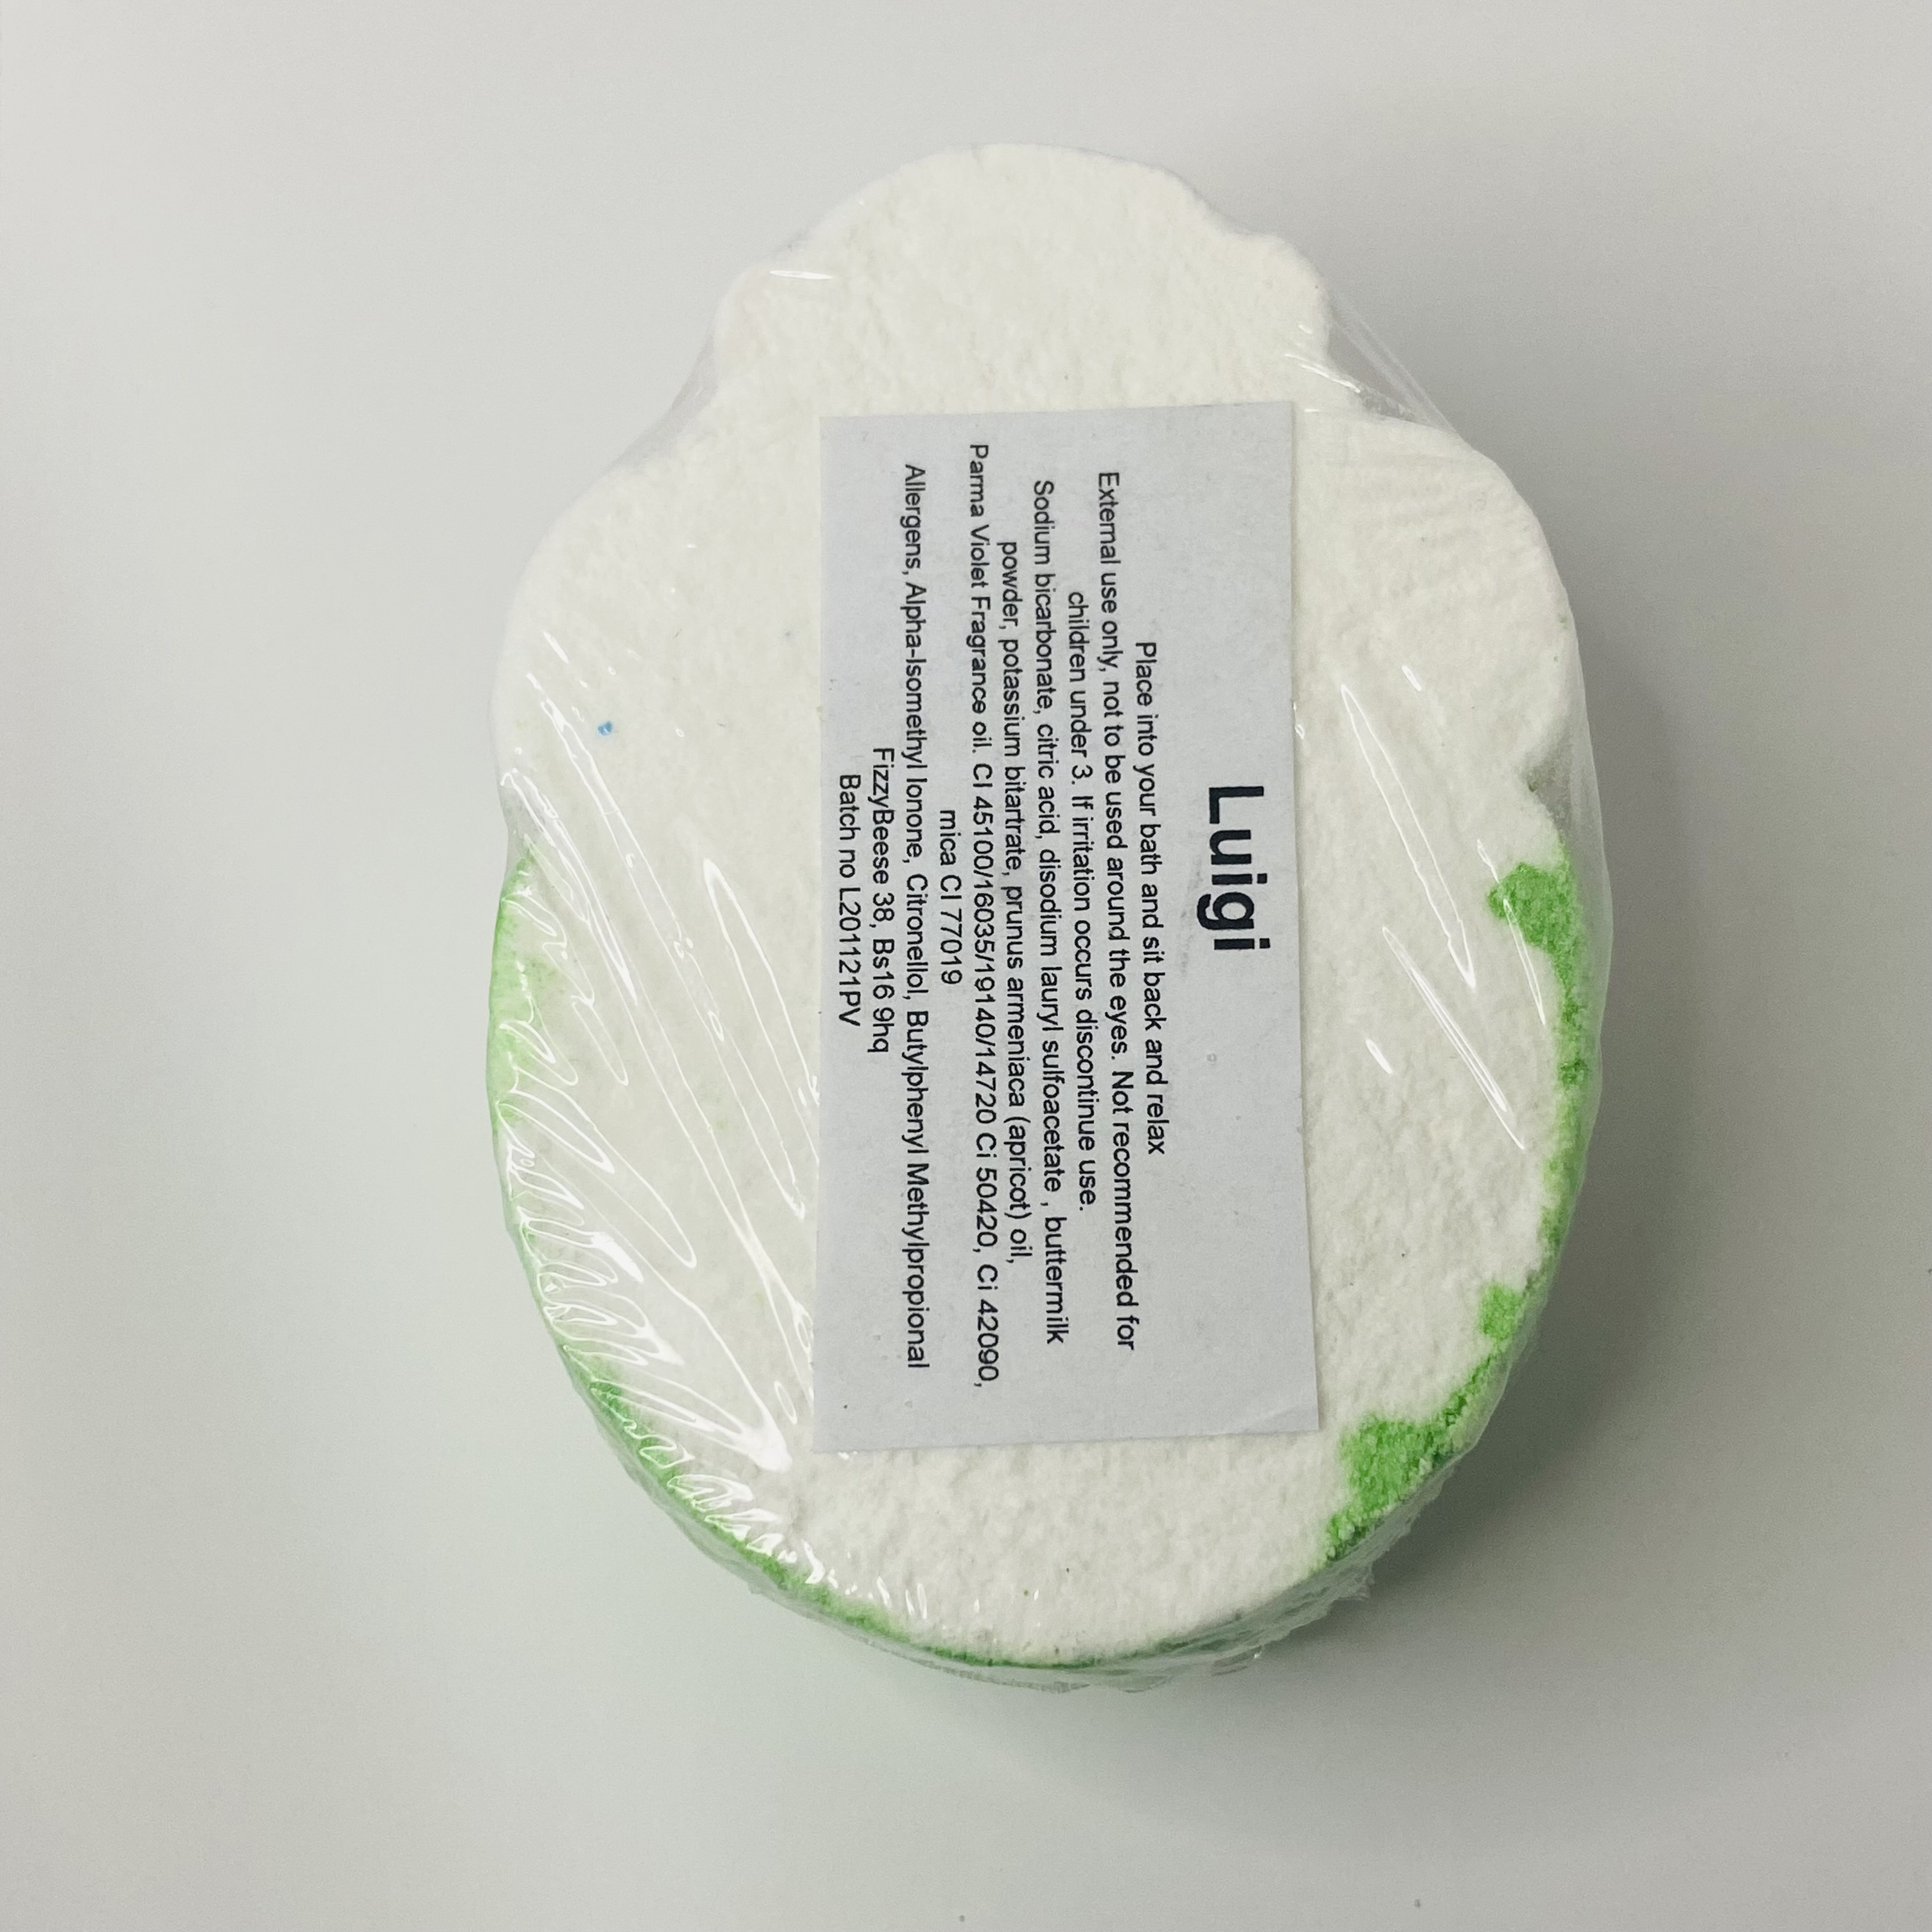 Luigi
Place into your bath and sit back and relax
External use only, not to be used around the eyes. Not recommended for
children under 3. If irritation occurs discontinue use.
Sodium bicarbonate, citric acid, disodium lauryl sulfoacetate , buttermilk
powder, potassium bitartrate, prunus armeniaca (apricot) oil,
Parma Violet Fragrance oil. CI 45100/16035/19140/14720 Ci 50420, Ci 42090,
mica CI 77019
Allergens, Alpha-Isomethyl Ionone, Citronellol, Butylphenyl Methylpropional
FizzyBeese 38, Bs16 9hq
Batch no L201121PV